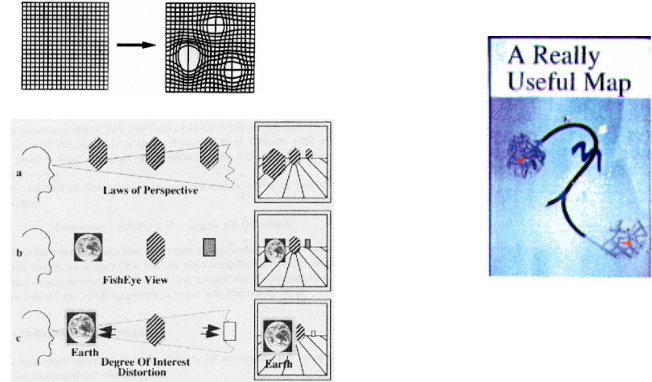 A Really
Useful Map
a
Laws of Perspective
b
FishEye View
c
Earth
Degree Of Interest
Distortion
Earth